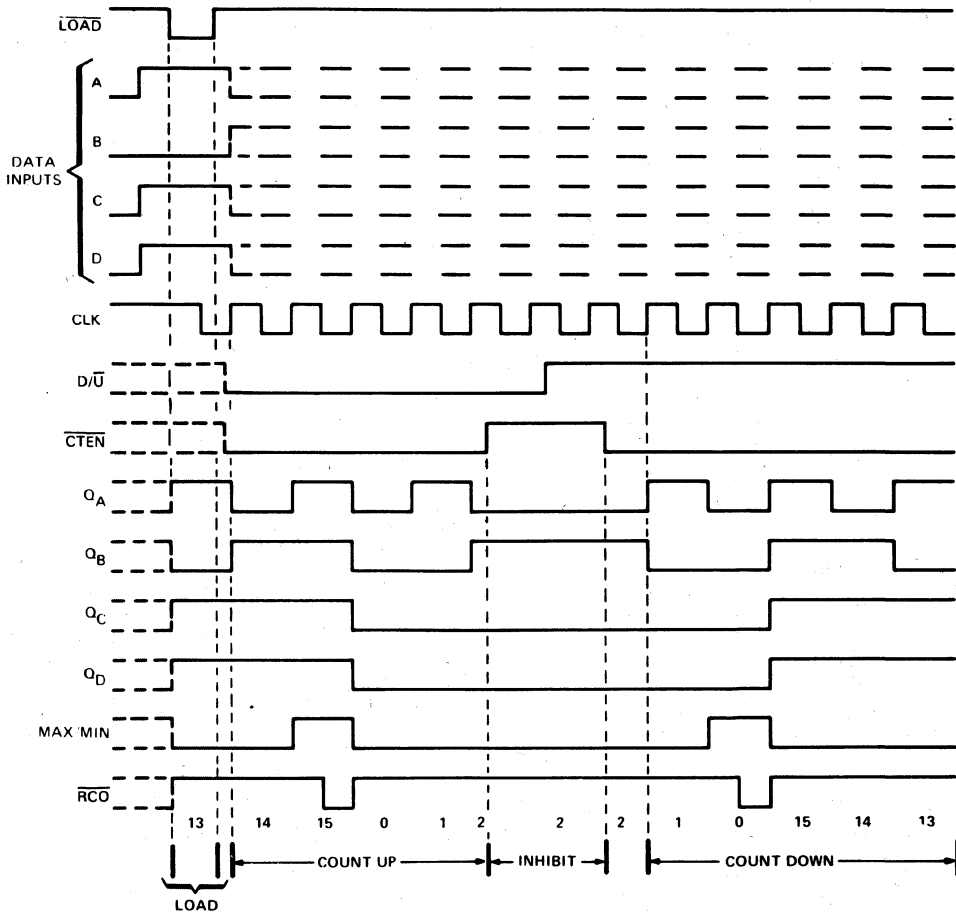 LOAD
A
B
DATA
INPUTS
C
D
CLK
D/U
CTEN
QA
QB
QC
QD
MAX/MIN
RCO
13 14 15 0 1 2 2 2 1 0 15 14 13
COUNT UP INHIBIT COUNT DOWN
LOAD